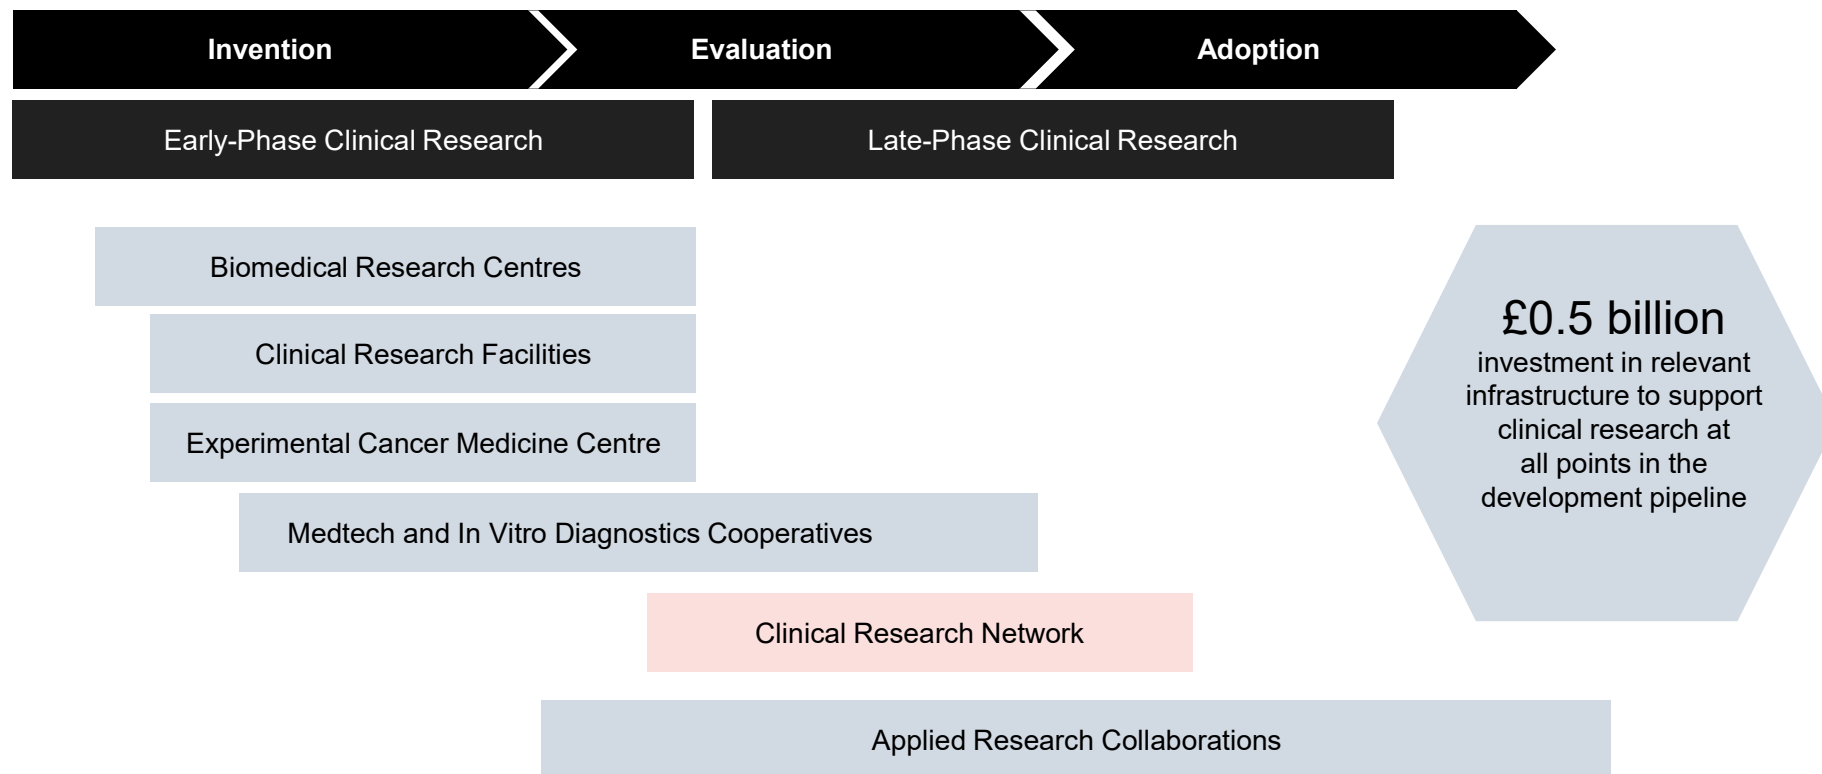 Invention
Evaluation
Adoption
Early-Phase Clinical Research
Late-Phase Clinical Research
Biomedical Research Centres
Clinical Research Facilities
Experimental Cancer Medicine Centre
Medtech and In Vitro Diagnostics Cooperatives
Clinical Research Network
Applied Research Collaborations
£0.5 billion
investment in relevant
infrastructure to support
clinical research at
all points in the
development pipeline